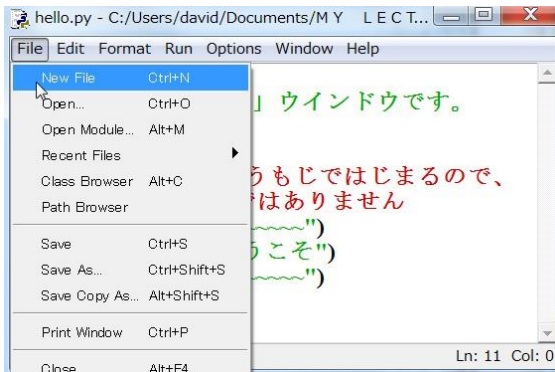 hello.py - C:/Users/david/Documents/M Y   L E C T...
File Edit Format Run Options Window Help
New File Ctrl+N
Open... Ctrl+O
Open Module... Alt+M
Recent Files
Class Browser Alt+C
Path Browser
Save Ctrl+S
Save As... Ctrl+Shift+S
Save Copy As... Alt+Shift+S
Print Window Ctrl+P
Close Alt+F4
」ウインドウです。
うもじではじまるので、
ではありません
~~~~~")
うこそ")
~~~~~")
Ln: 11 Col: 0